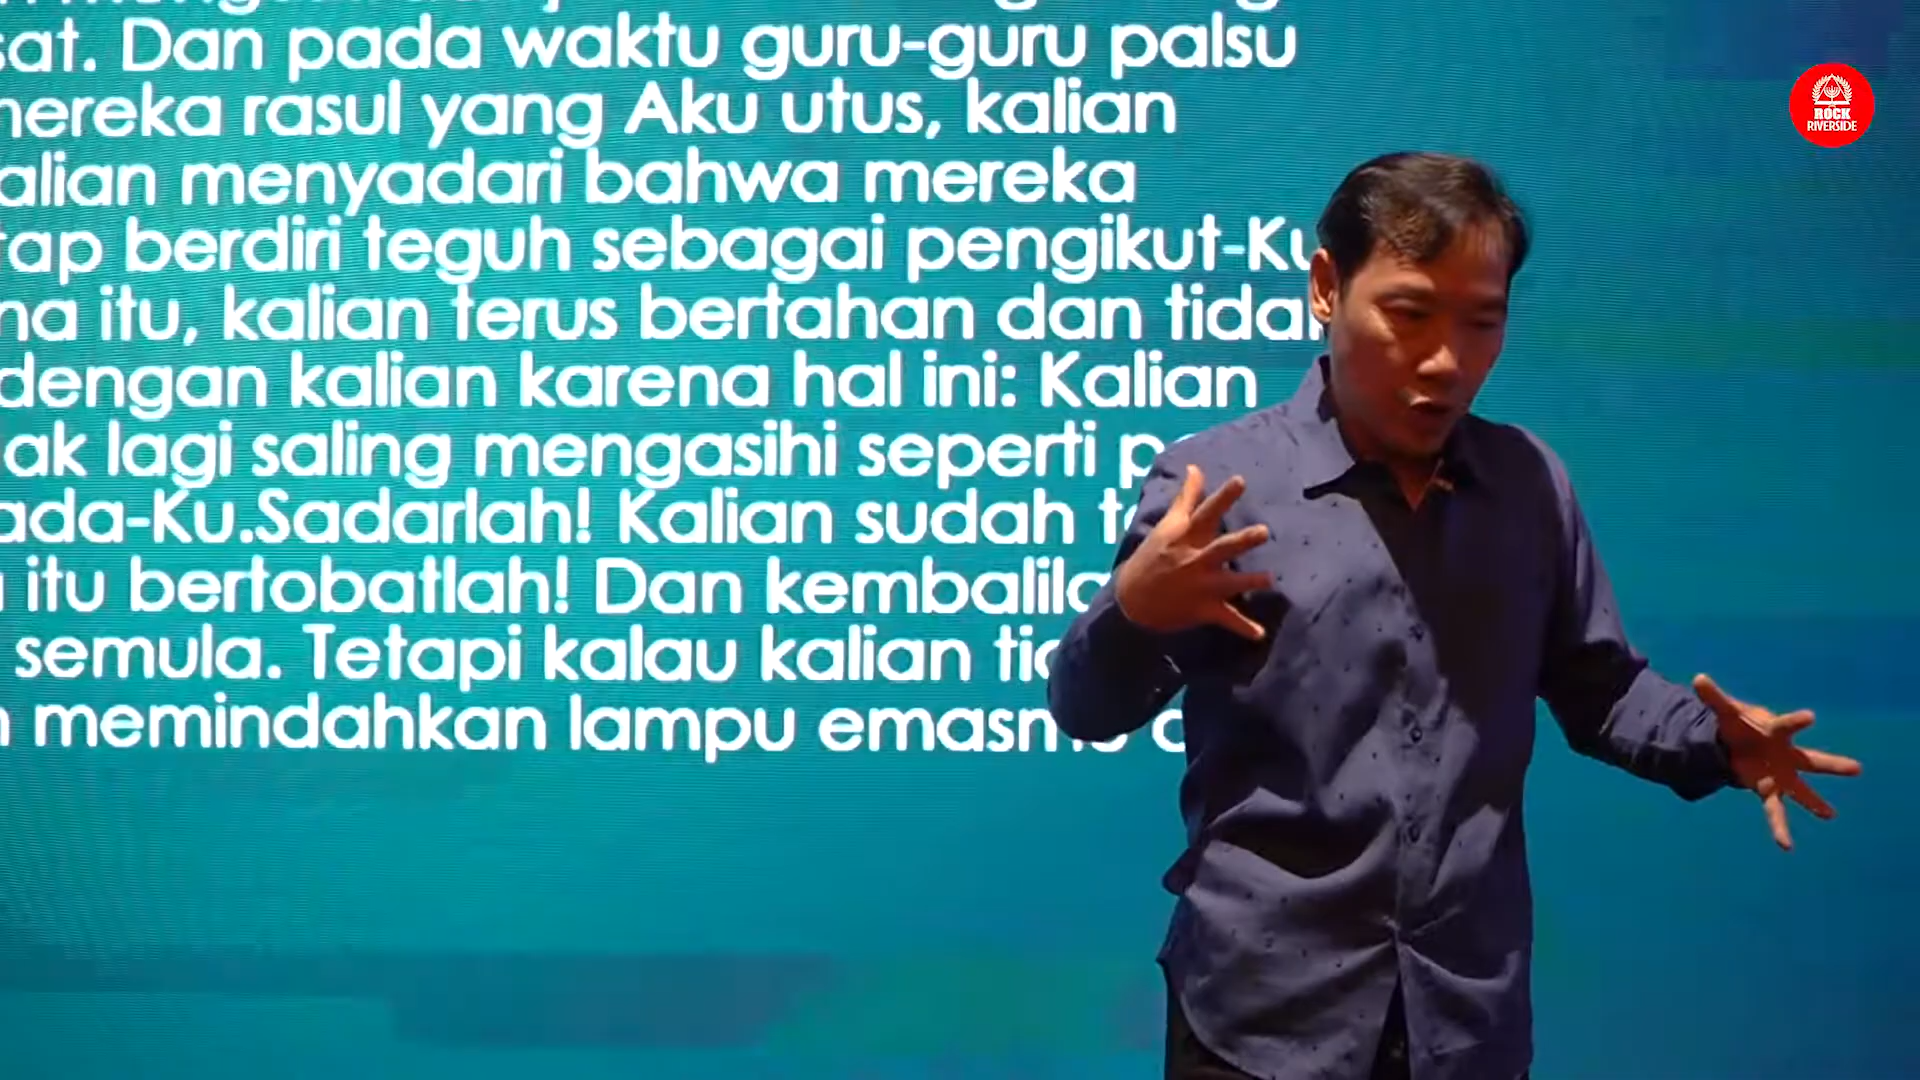 sat. Dan pada waktu guru-guru palsu
mereka rasul yang Aku utus, kalian
kalian menyadari bahwa mereka
tap berdiri teguh sebagai pengikut-Ku
na itu, kalian terus bertahan dan tidak
dengan kalian karena hal ini: Kalian
ak lagi saling mengasihi seperti
ada-Ku.Sadarlah! Kalian sudah
itu bertobatlah! Dan kembalila
semula. Tetapi kalau kalian
memindahkan lampu emasmu
ROCK
RIVERSIDE